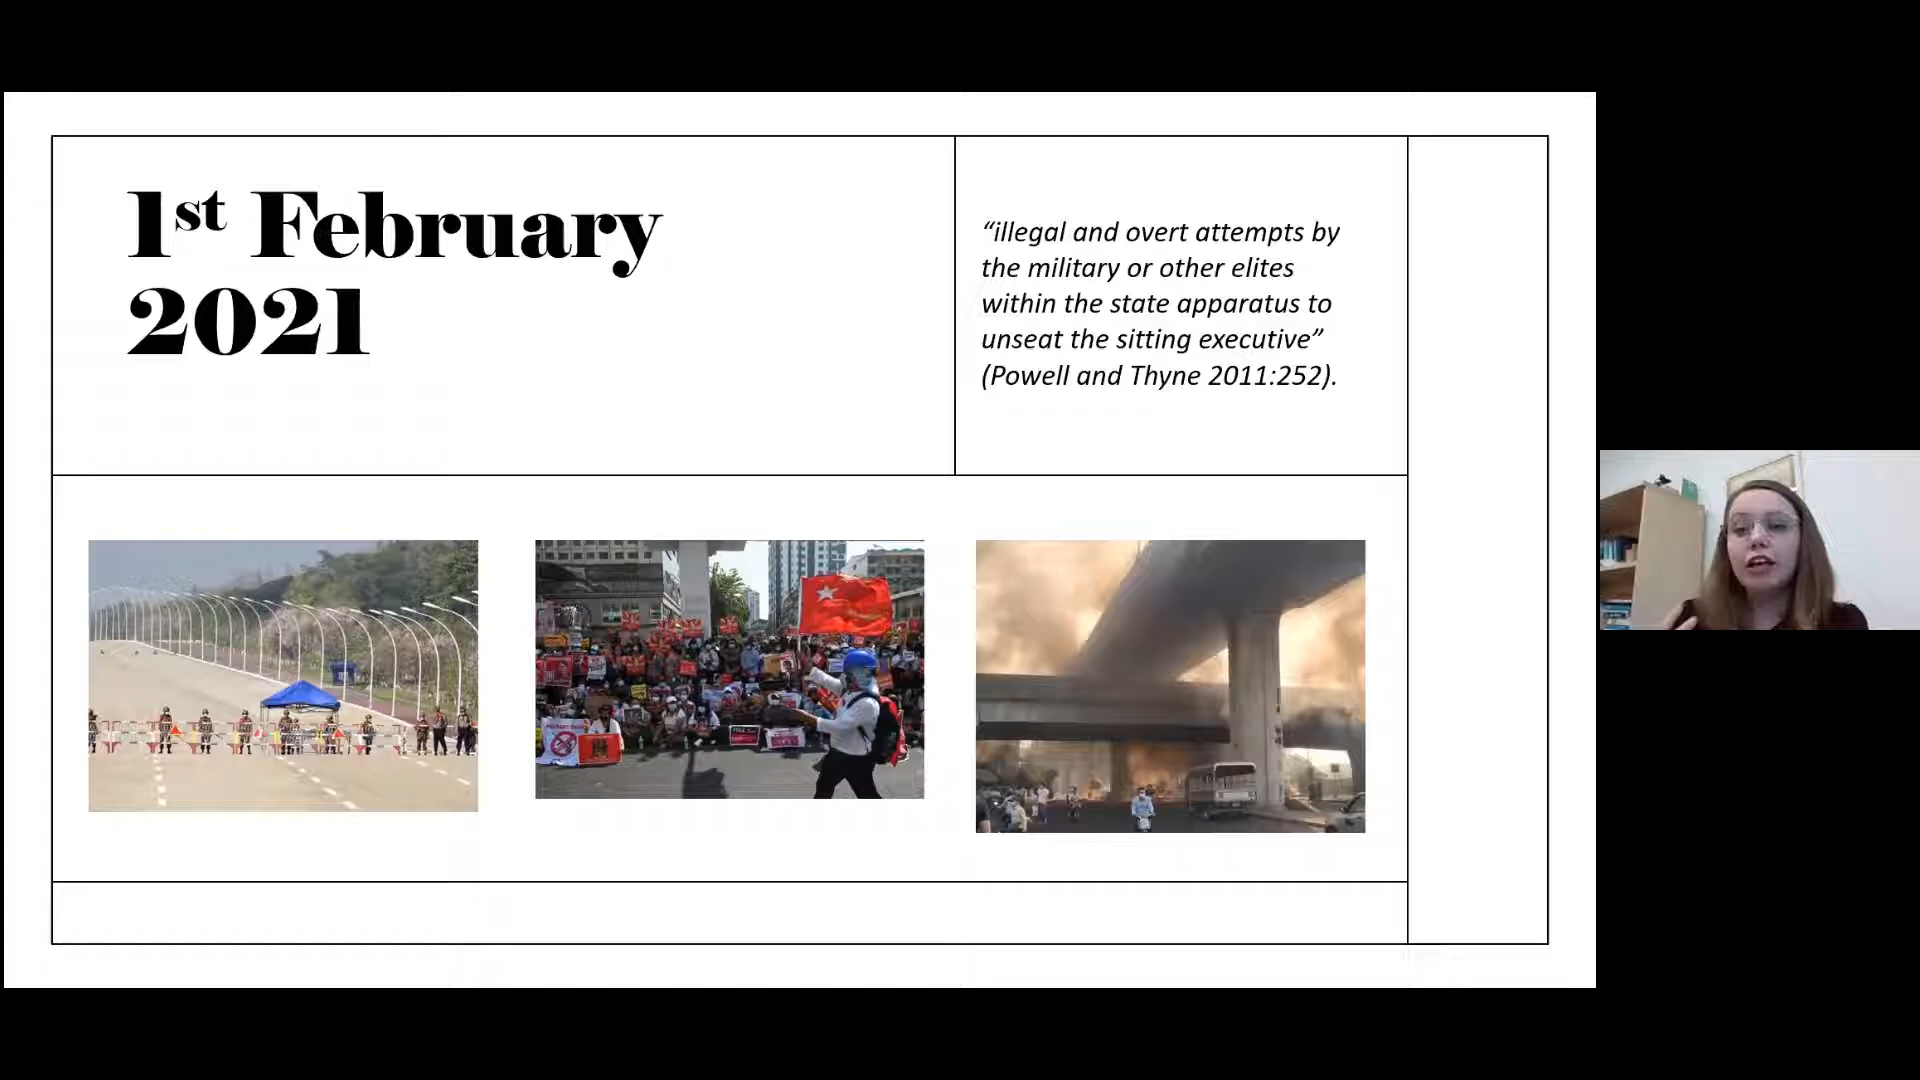 1st February
2021
“illegal and overt attempts by
the military or other elites
within the state apparatus to
unseat the sitting executive”
(Powell and Thyne 2011:252).